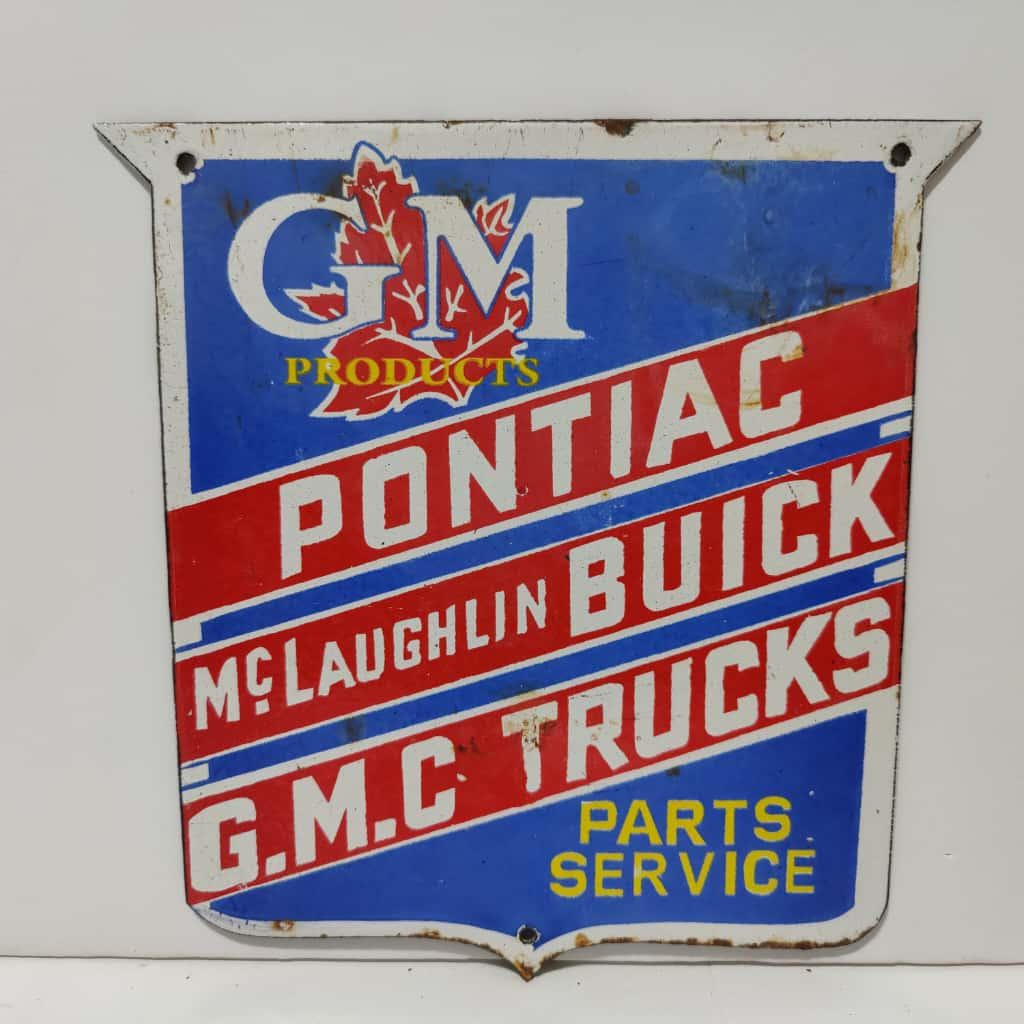 GM
PRODUCTS
PONTIAC
McLAUGHLIN BUICK
G.M.C TRUCKS
PARTS
SERVICE